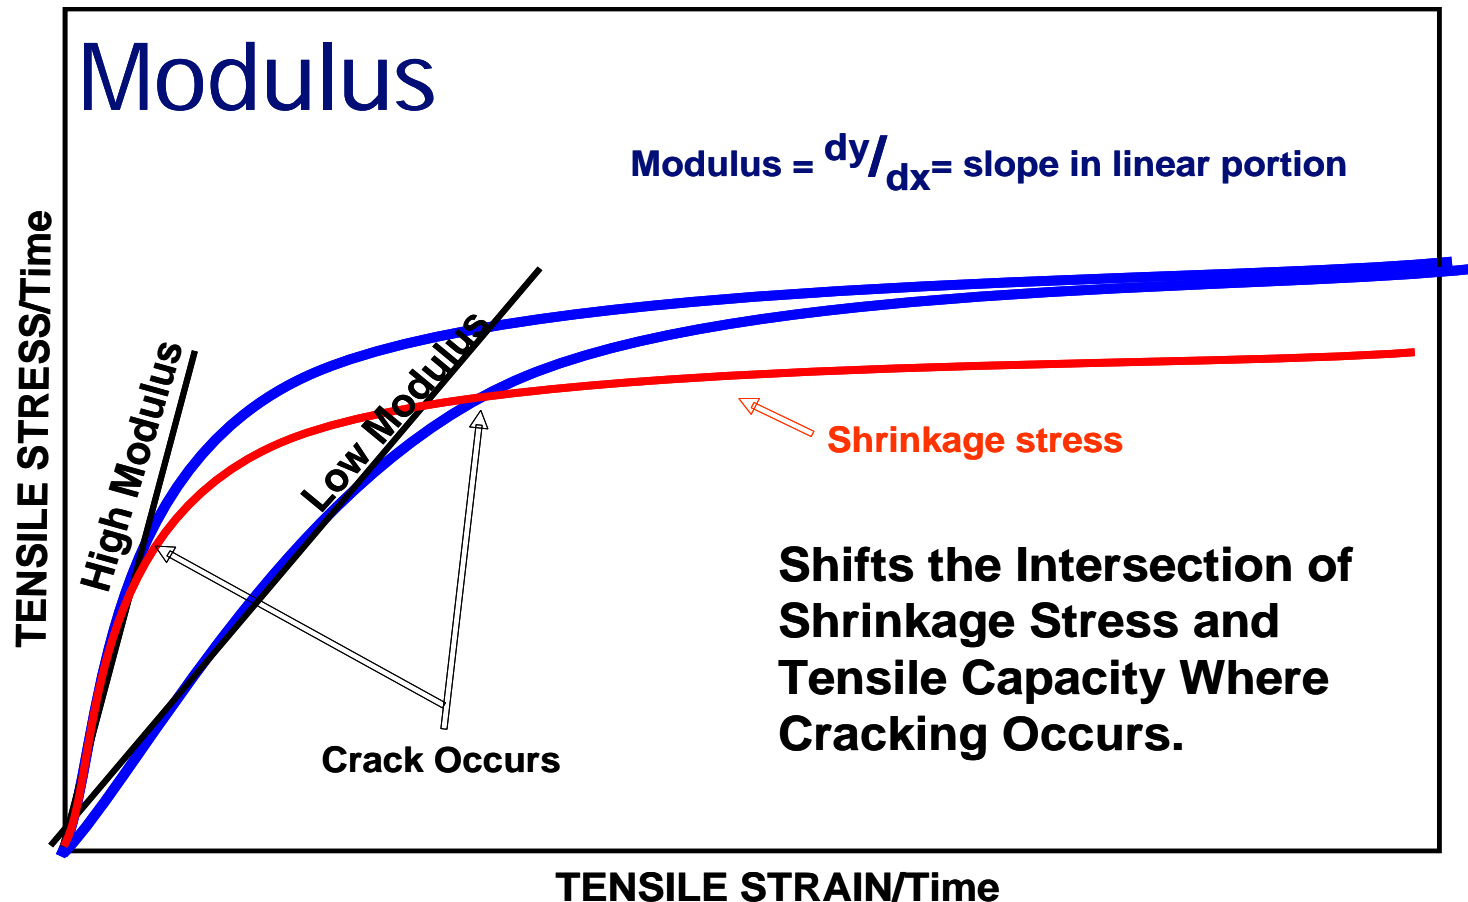 Modulus
Modulus = dy/dx= slope in linear portion
TENSILE STRESS/Time
High Modulus
Low Modulus
Shrinkage stress
Shifts the Intersection of
Shrinkage Stress and
Tensile Capacity Where
Cracking Occurs.
Crack Occurs
TENSILE STRAIN/Time